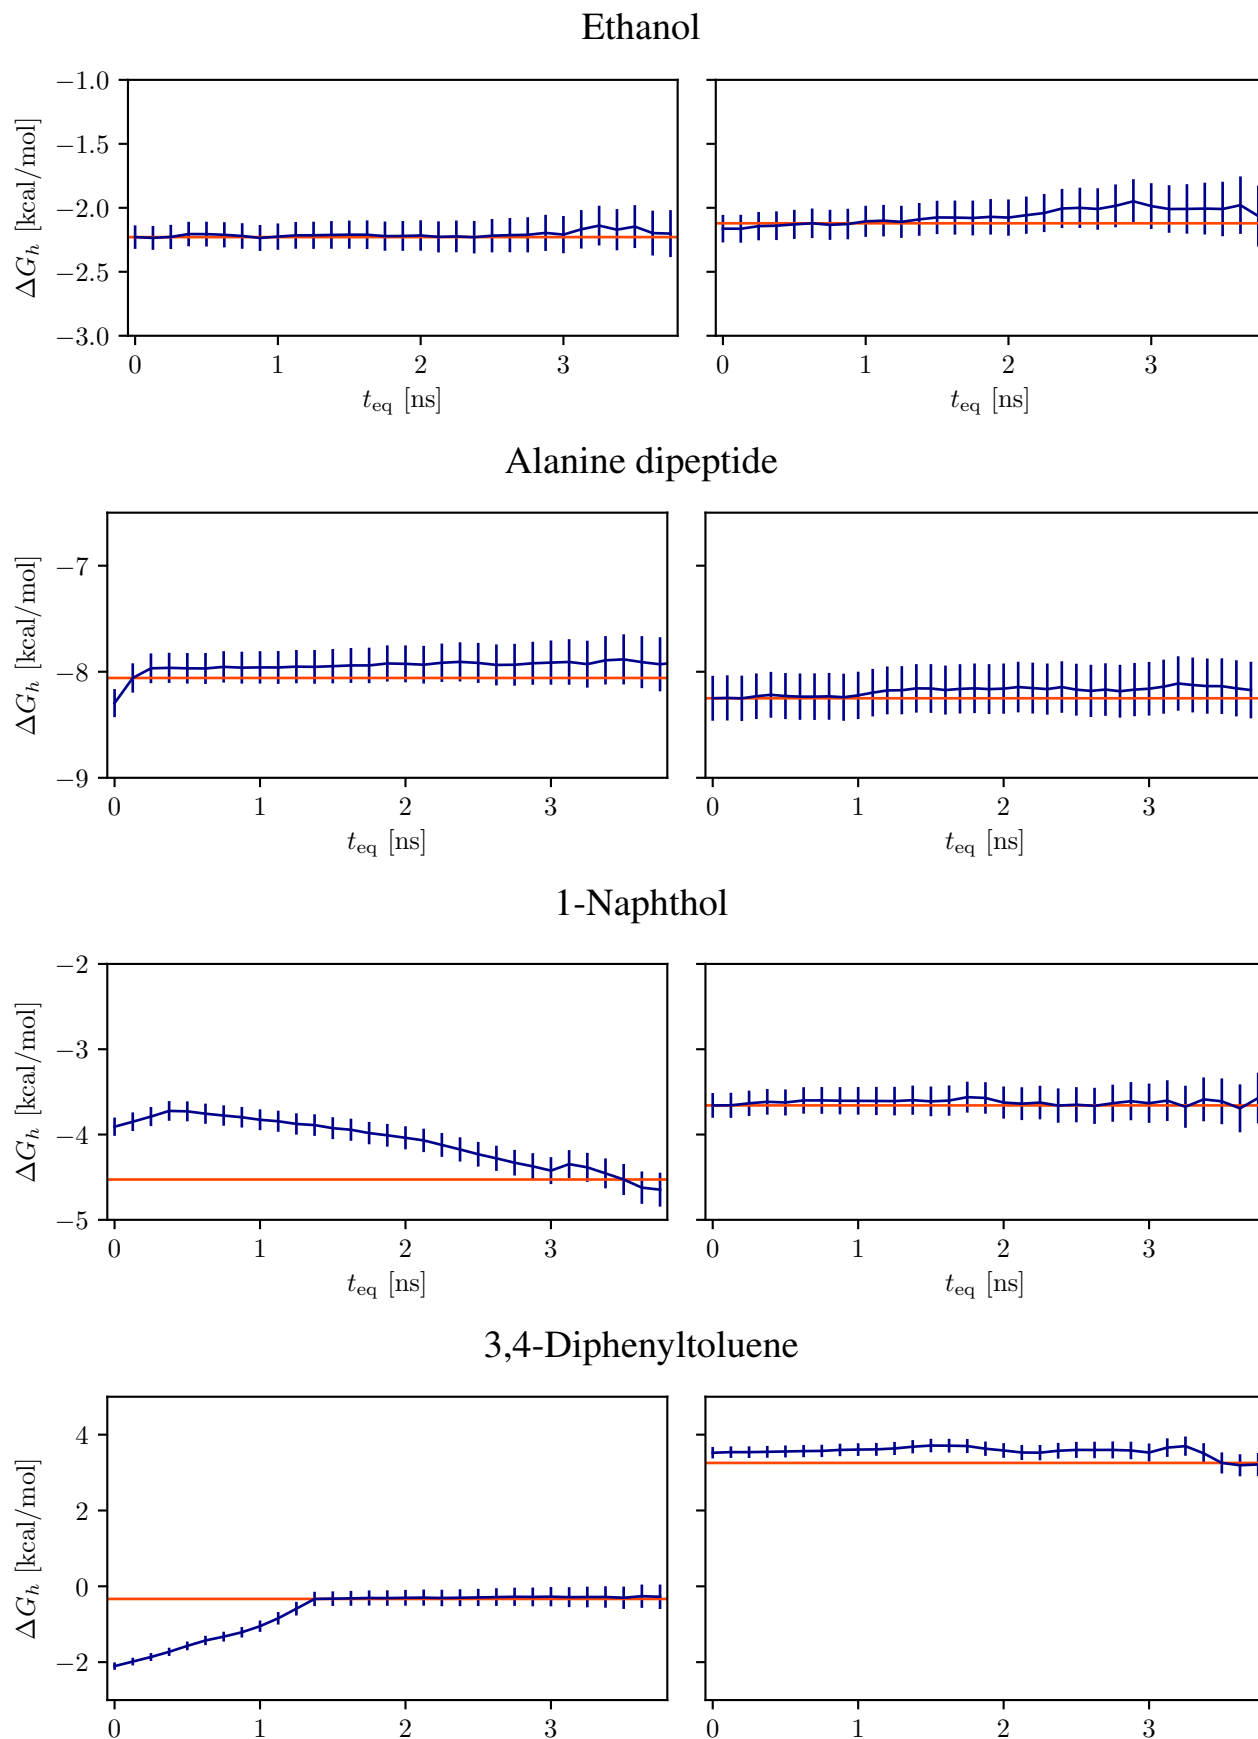 Ethanol
−1.0
−1.5
−2.0
−2.5
−3.0
ΔG_h [kcal/mol]
0 1 2 3
0 1 2 3
t_eq [ns]
t_eq [ns]
Alanine dipeptide
−7
−8
−9
ΔG_h [kcal/mol]
0 1 2 3
0 1 2 3
t_eq [ns]
t_eq [ns]
1-Naphthol
−2
−3
−4
−5
ΔG_h [kcal/mol]
0 1 2 3
0 1 2 3
t_eq [ns]
t_eq [ns]
3,4-Diphenyltoluene
4
2
0
−2
ΔG_h [kcal/mol]
0 1 2 3
0 1 2 3